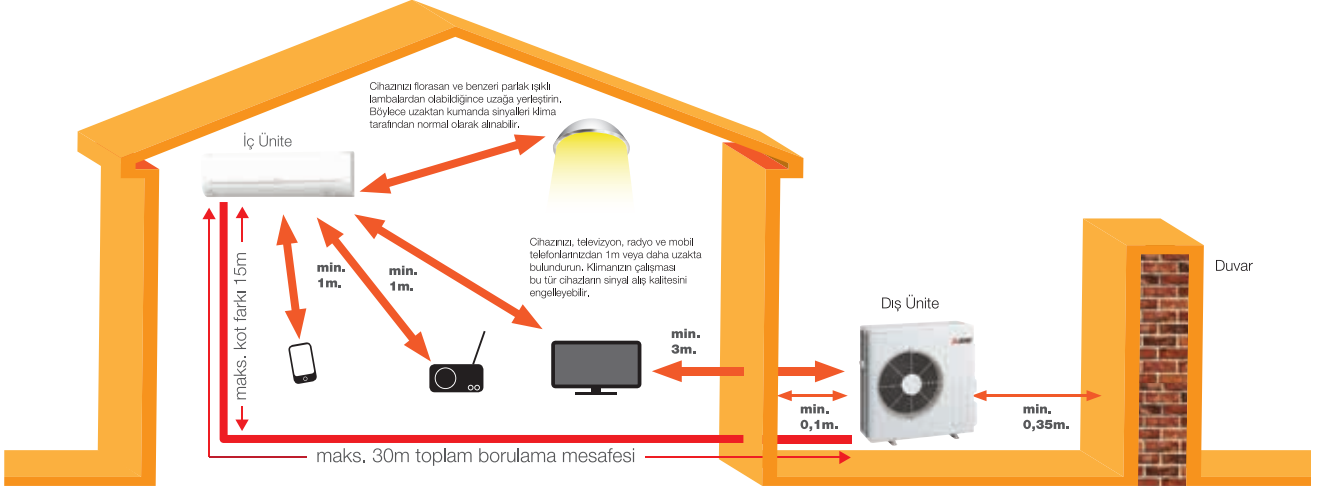 Cihazınızı florasan ve benzeri parlak ışıklı
lambalardan olabildiğince uzağa yerleştirin.
Böylece uzaktan kumanda sinyalleri klima
tarafından normal olarak alınabilir.
İç Ünite
Cihazınızı, televizyon, radyo ve mobil
telefonlarınızdan 1m veya daha uzakta
bulundurun. Klimanızın çalışması
bu tür cihazların sinyal alış kalitesini
engelleyebilir.
min.
1m.
min.
1m.
maks. kot farkı 15m
Duvar
Dış Ünite
min.
3m.
min.
0,1m.
min.
0,35m.
maks. 30m toplam borulama mesafesi